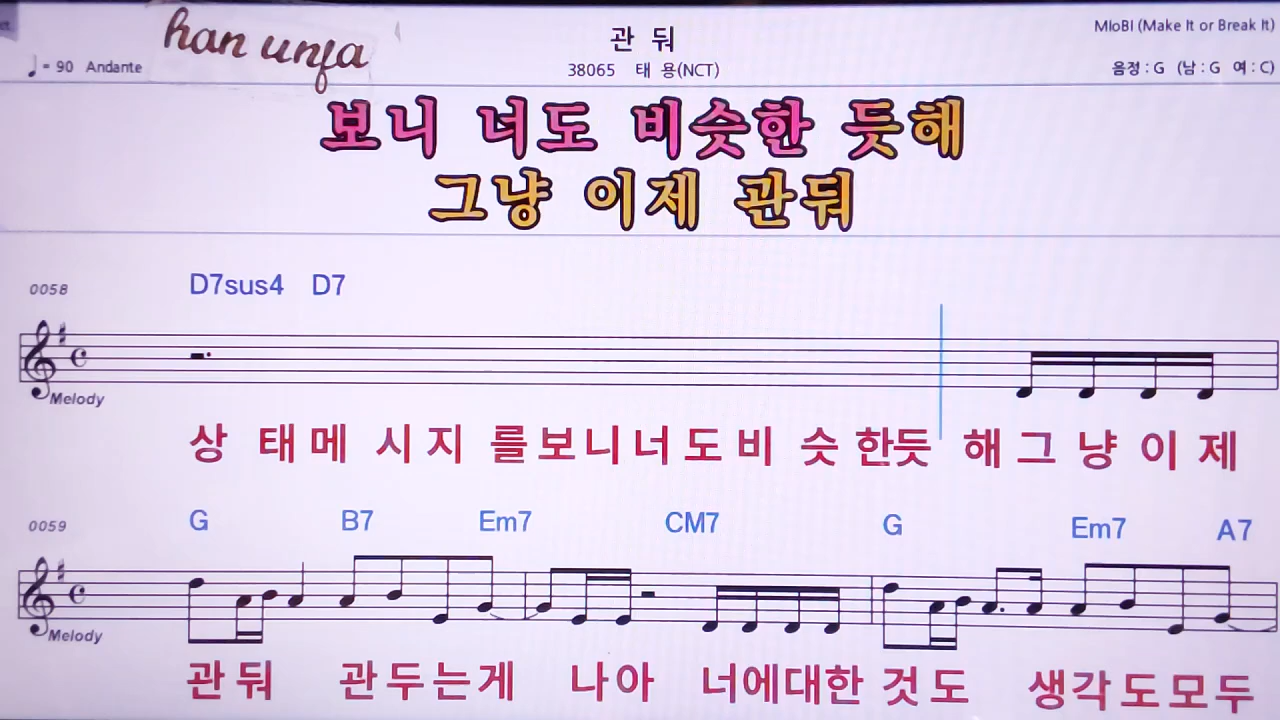 han unfa
관 둬
MIoBI (Make It or Break It)
♩= 90 Andante
38065 태 용(NCT)
음정 : G (남 : G 여 : C)
보니 너도 비슷한 듯해
그냥 이제 관둬
0058 D7sus4 D7
Melody
상 태 메 시 지 를 보 니 너 도 비 슷 한듯 해 그 냥 이 제
0059 G B7 Em7 CM7 G Em7 A7
Melody
관 둬 관 두 는 게 나 아 너에대한 것 도 생각 도 모 두